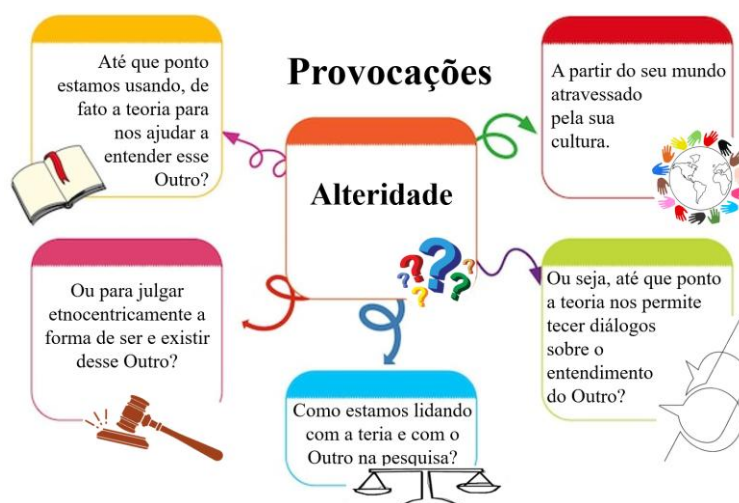 Provocações
Até que ponto
estamos usando, de
fato a teoria para
nos ajudar a
entender esse
Outro?
A partir do seu mundo
atravessado
pela sua
cultura.
Alteridade
Ou para julgar
etnocentricamente a
forma de ser e existir
desse Outro?
Ou seja, até que ponto
a teoria nos permite
tecer diálogos
sobre o
entendimento
do Outro?
Como estamos lidando
com a teria e com o
Outro na pesquisa?